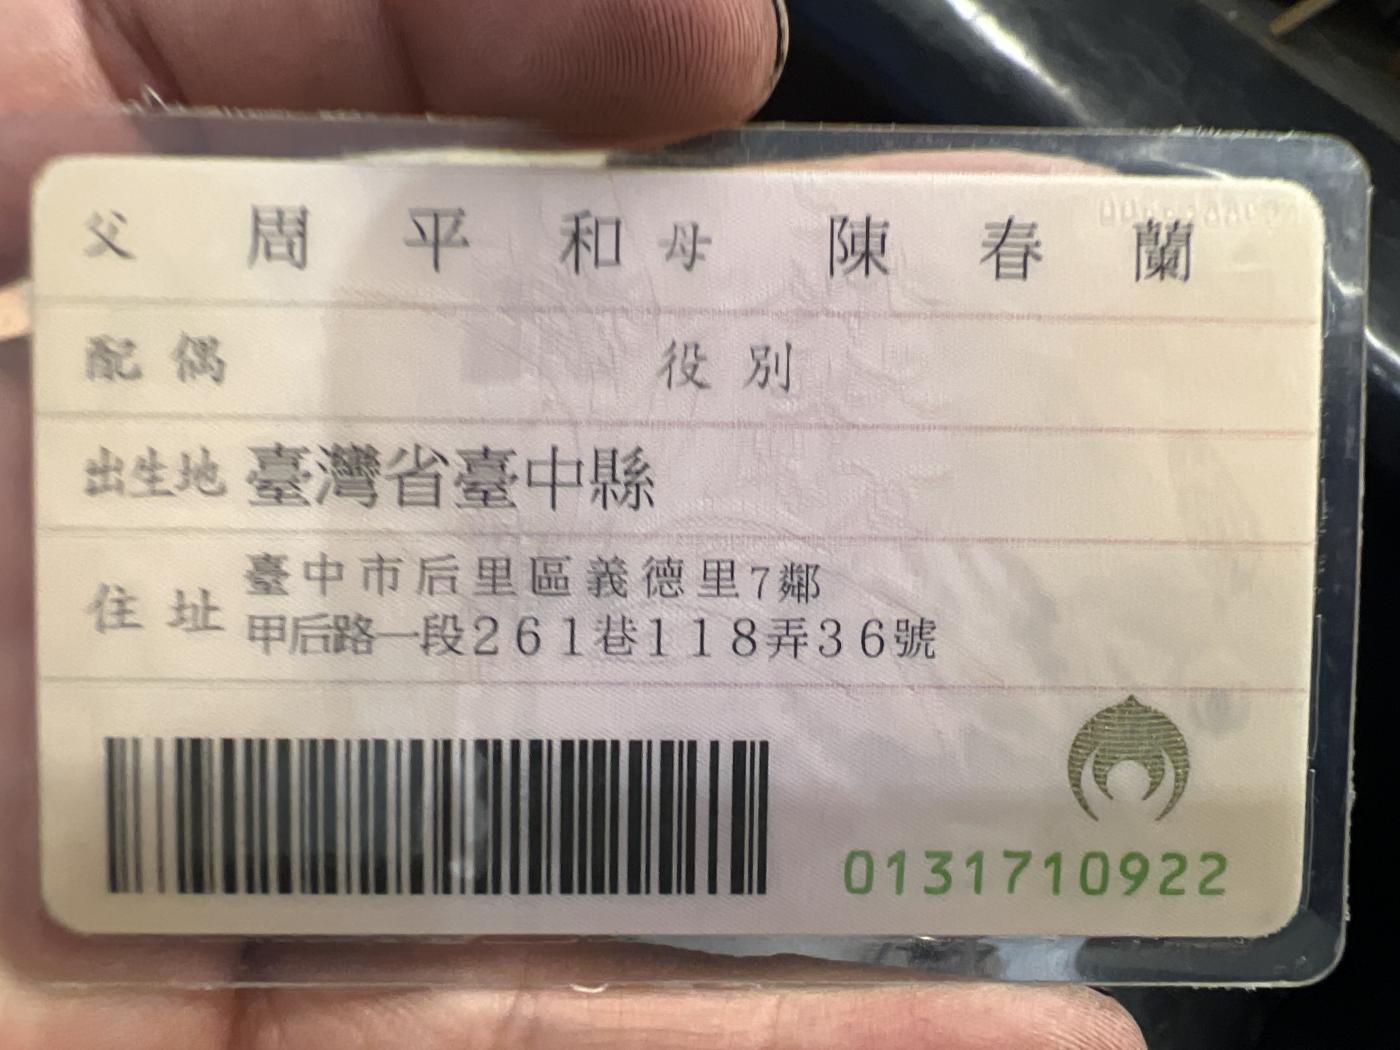 父 周平和 母 陳春蘭
配偶 役別
出生地 臺灣省臺中縣
住址 臺中市后里區義德里7鄰
甲后路一段261巷118弄36號
0131710922